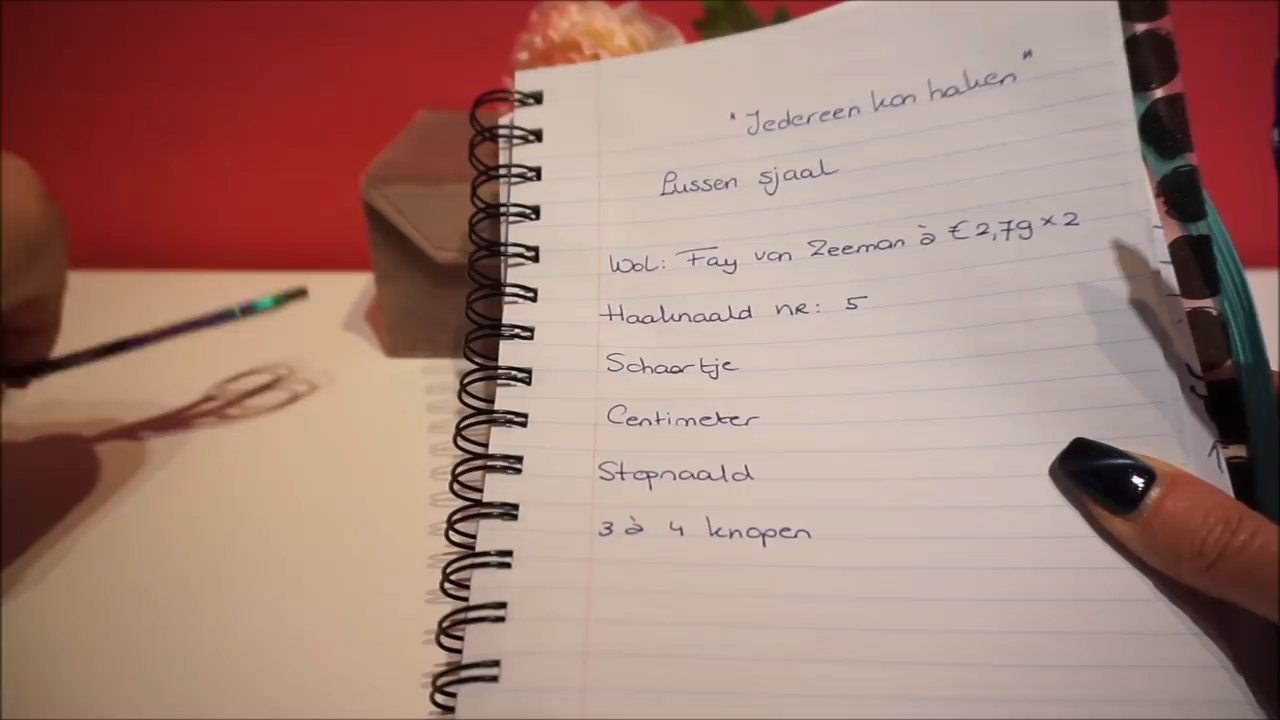 "Iedereen kan haken"
Lussen sjaal
Wol: Fay van Zeeman à € 2,79 x 2
Haaknaald nr: 5
Schaartje
Centimeter
Stopnaald
3 à 4 knopen